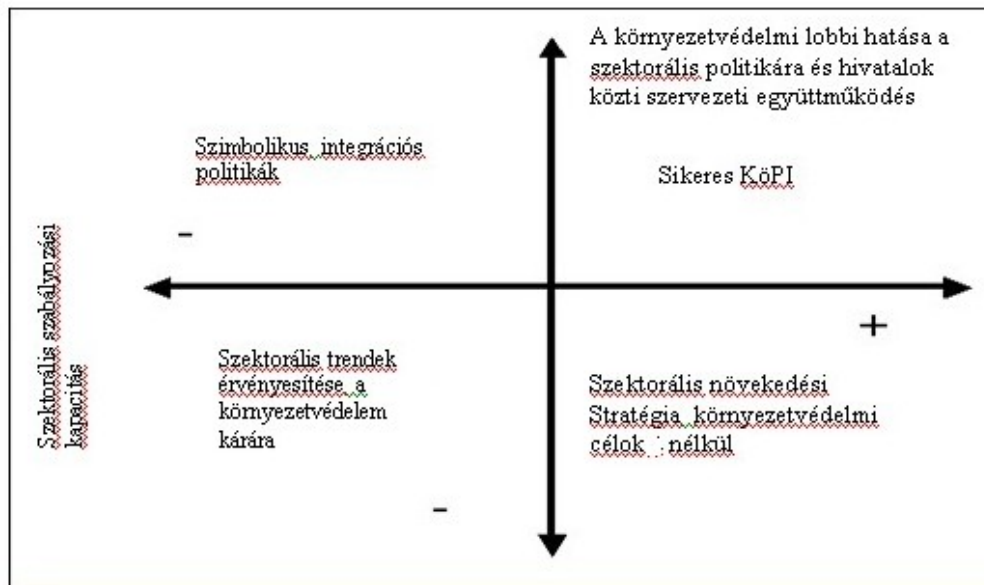 A környezetvédelmi lobbi hatása a
szektorális politikára és hivatalok
közti szervezeti együttműködés
Szimbolikus integrációs
politikák
Sikeres KöPI
-
Szektorális szabályozási
kapacitás
+
Szektorális trendek
érvényesítése a
környezetvédelem
kárára
Szektorális növekedési
Stratégia környezetvédelmi
célok nélkül
-